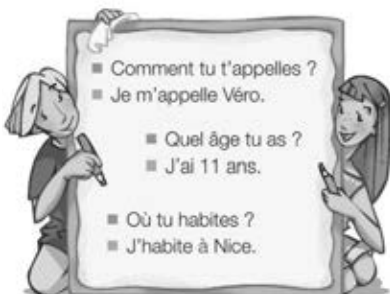 ■ Comment tu t'appelles ?
■ Je m'appelle Véro.
■ Quel âge tu as ?
■ J'ai 11 ans.
■ Où tu habites ?
■ J'habite à Nice.